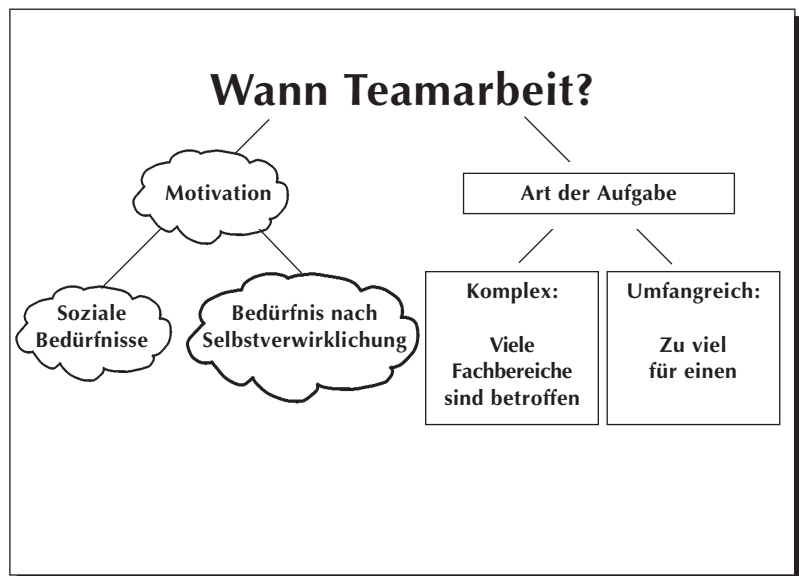 Wann Teamarbeit?
Motivation
Soziale
Bedürfnisse
Bedürfnis nach
Selbstverwirklichung
Art der Aufgabe
Komplex:
Viele
Fachbereiche
sind betroffen
Umfangreich:
Zu viel
für einen